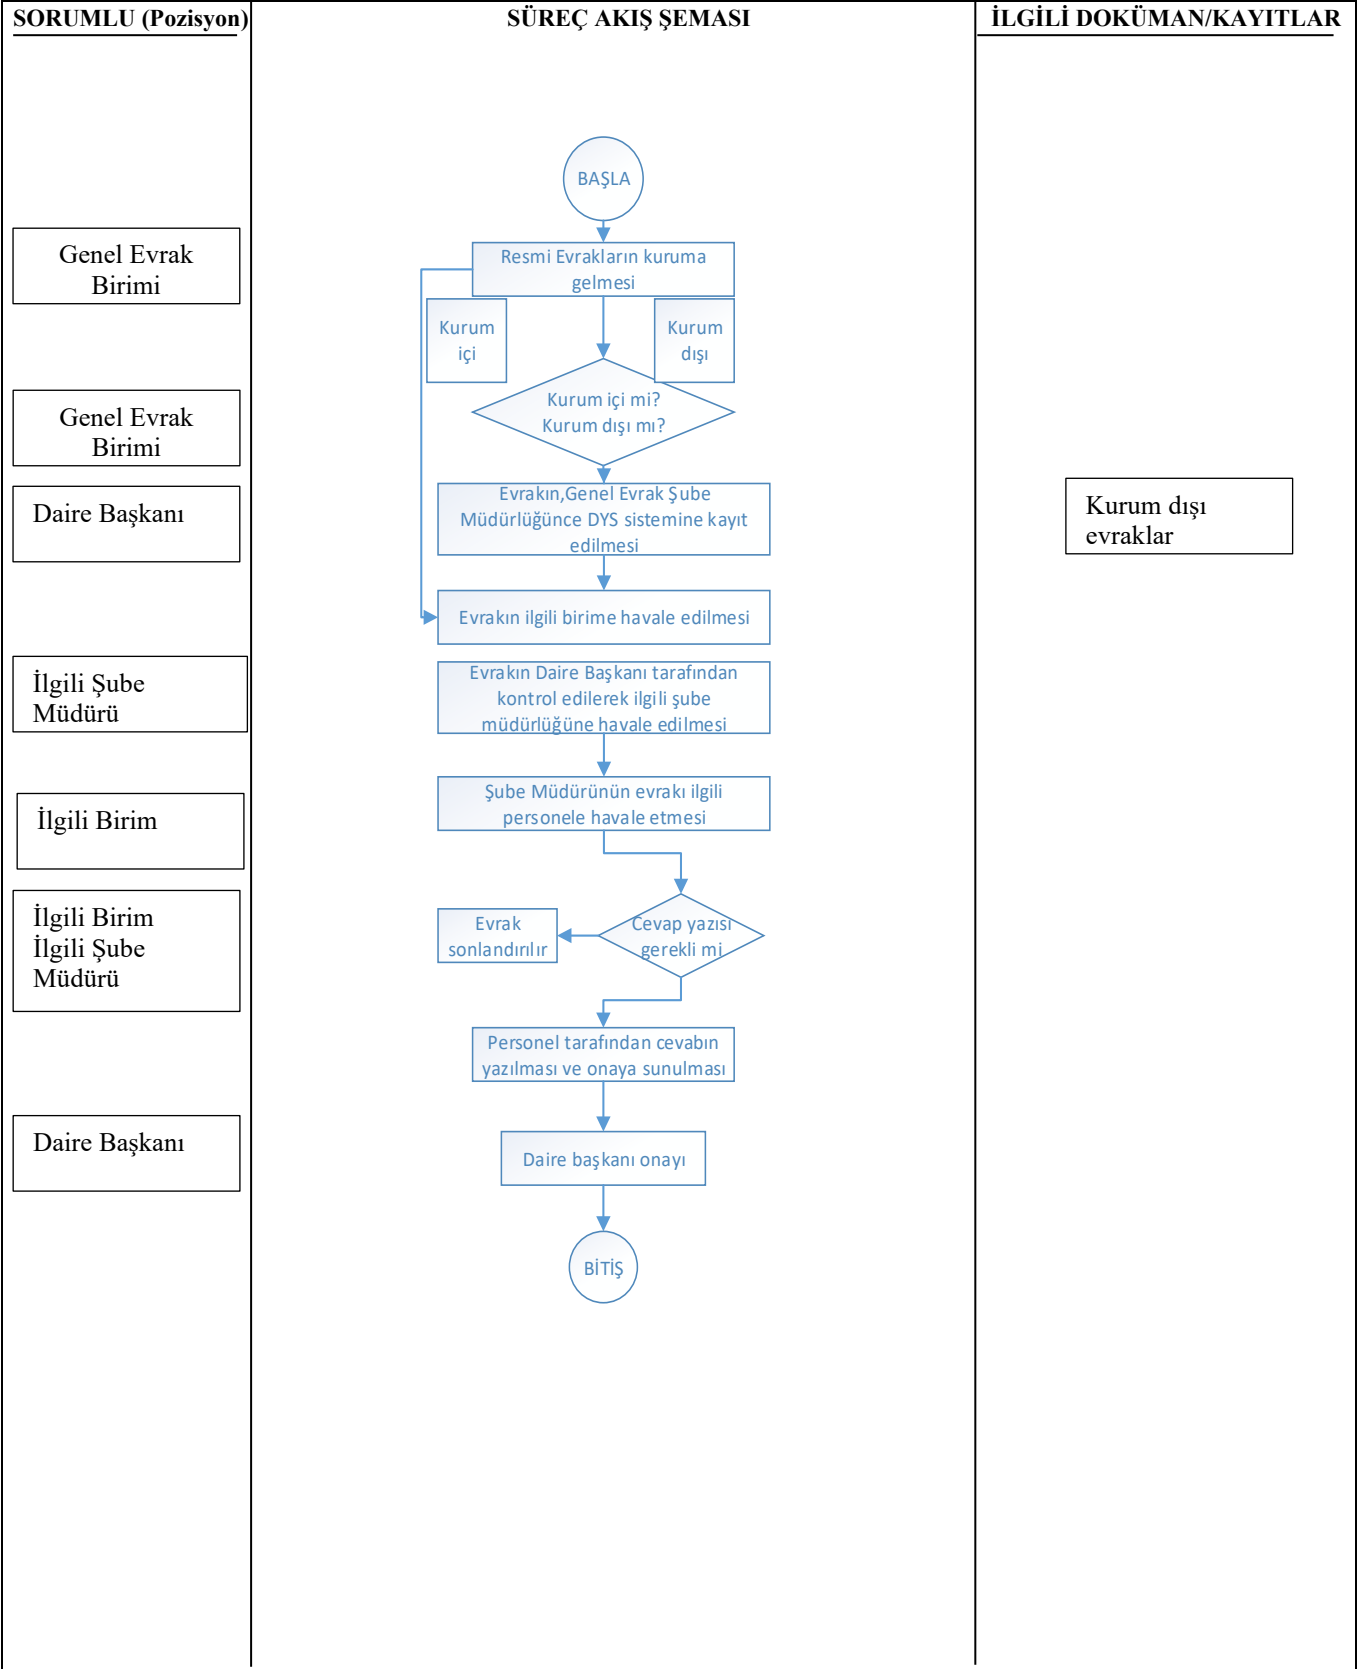 SORUMLU (Pozisyon)
SÜREÇ AKIŞ ŞEMASI
İLGİLİ DOKÜMAN/KAYITLAR
BAŞLA
Genel Evrak
Birimi
Resmi Evrakların kuruma
gelmesi
Kurum
içi
Kurum
dışı
Genel Evrak
Birimi
Kurum içi mi?
Kurum dışı mı?
Daire Başkanı
Evrakın,Genel Evrak Şube
Müdürlüğünce DYS sistemine kayıt
edilmesi
Kurum dışı
evraklar
Evrakın ilgili birime havale edilmesi
İlgili Şube
Müdürü
Evrakın Daire Başkanı tarafından
kontrol edilerek ilgili şube
müdürlüğüne havale edilmesi
İlgili Birim
Şube Müdürünün evrakı ilgili
personele havale etmesi
İlgili Birim
İlgili Şube
Müdürü
Evrak
sonlandırılır
Cevap yazısı
gerekli mi
Personel tarafından cevabın
yazılması ve onaya sunulması
Daire Başkanı
Daire başkanı onayı
BİTİŞ